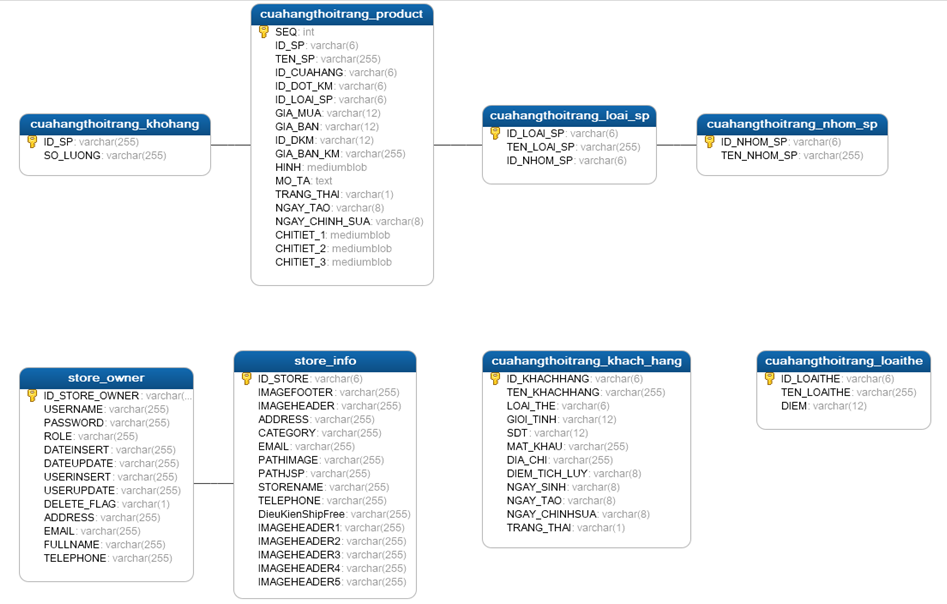 cuahangthoitrang_khohang
ID_SP: varchar(255)
SO_LUONG: varchar(255)
cuahangthoitrang_product
SEQ: int
ID_SP: varchar(6)
TEN_SP: varchar(255)
ID_CUAHANG: varchar(6)
ID_DOT_KM: varchar(6)
ID_LOAI_SP: varchar(6)
GIA_MUA: varchar(12)
GIA_BAN: varchar(12)
ID_DKM: varchar(12)
GIA_BAN_KM: varchar(255)
HINH: mediumblob
MO_TA: text
TRANG_THAI: varchar(1)
NGAY_TAO: varchar(8)
NGAY_CHINH_SUA: varchar(8)
CHITIET_1: mediumblob
CHITIET_2: mediumblob
CHITIET_3: mediumblob
cuahangthoitrang_loai_sp
ID_LOAI_SP: varchar(6)
TEN_LOAI_SP: varchar(255)
ID_NHOM_SP: varchar(6)
cuahangthoitrang_nhom_sp
ID_NHOM_SP: varchar(6)
TEN_NHOM_SP: varchar(255)
store_owner
ID_STORE_OWNER: varchar(...
USERNAME: varchar(255)
PASSWORD: varchar(255)
ROLE: varchar(255)
DATEINSERT: varchar(255)
DATEUPDATE: varchar(255)
USERINSERT: varchar(255)
USERUPDATE: varchar(255)
DELETE_FLAG: varchar(1)
ADDRESS: varchar(255)
EMAIL: varchar(255)
FULLNAME: varchar(255)
TELEPHONE: varchar(255)
store_info
ID_STORE: varchar(6)
IMAGEFOOTER: varchar(255)
IMAGEHEADER: varchar(255)
ADDRESS: varchar(255)
CATEGORY: varchar(255)
EMAIL: varchar(255)
PATHIMAGE: varchar(255)
PATHJSP: varchar(255)
STORENAME: varchar(255)
TELEPHONE: varchar(255)
DieuKienShipFree: varchar(255)
IMAGEHEADER1: varchar(255)
IMAGEHEADER2: varchar(255)
IMAGEHEADER3: varchar(255)
IMAGEHEADER4: varchar(255)
IMAGEHEADER5: varchar(255)
cuahangthoitrang_khach_hang
ID_KHACHHANG: varchar(6)
TEN_KHACHHANG: varchar(255)
LOAI_THE: varchar(6)
GIOI_TINH: varchar(12)
SDT: varchar(12)
MAT_KHAU: varchar(255)
DIA_CHI: varchar(255)
DIEM_TICH_LUY: varchar(8)
NGAY_SINH: varchar(8)
NGAY_TAO: varchar(8)
NGAY_CHINHSUA: varchar(8)
TRANG_THAI: varchar(1)
cuahangthoitrang_loaithe
ID_LOAITHE: varchar(6)
TEN_LOAITHE: varchar(255)
DIEM: varchar(12)